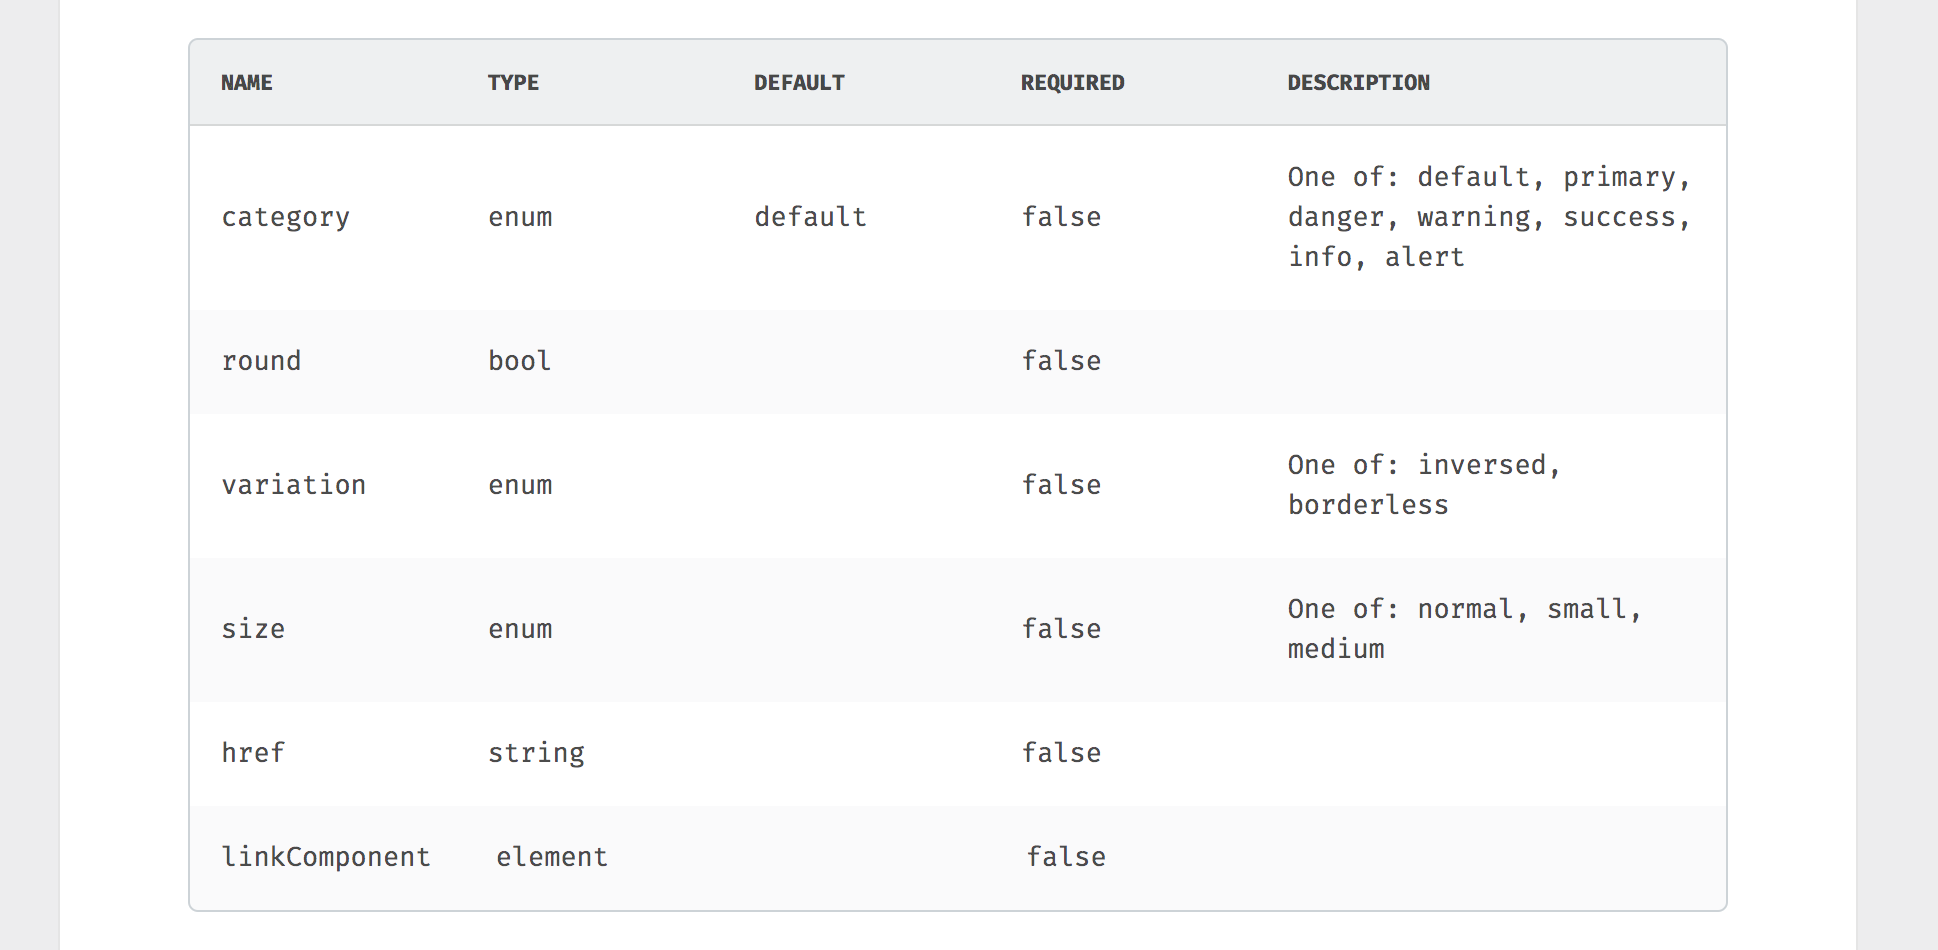 NAME TYPE DEFAULT REQUIRED DESCRIPTION
category enum default false One of: default, primary,
danger, warning, success,
info, alert
round bool false
variation enum false One of: inversed,
borderless
size enum false One of: normal, small,
medium
href string false
linkComponent element false